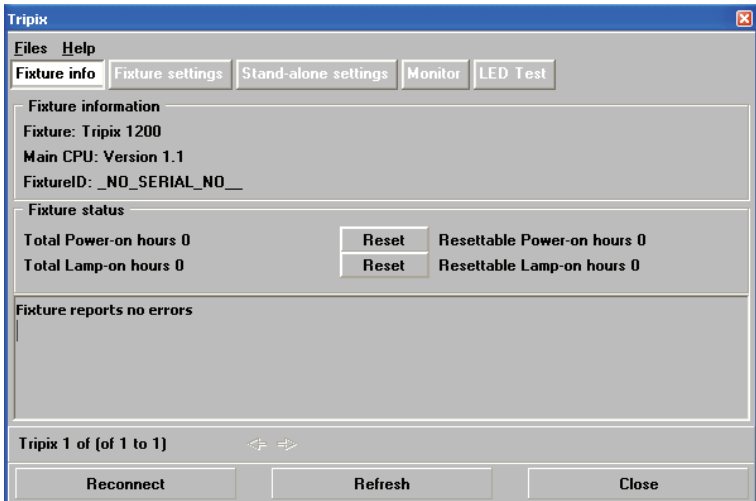 Tripix
Files Help
Fixture info Fixture settings Stand-alone settings Monitor LED Test
Fixture information
Fixture: Tripix 1200
Main CPU: Version 1.1
FixtureID: _NO_SERIAL_NO__
Fixture status
Total Power-on hours 0 Reset Resettable Power-on hours 0
Total Lamp-on hours 0 Reset Resettable Lamp-on hours 0
Fixture reports no errors
Tripix 1 of (of 1 to 1)
Reconnect Refresh Close